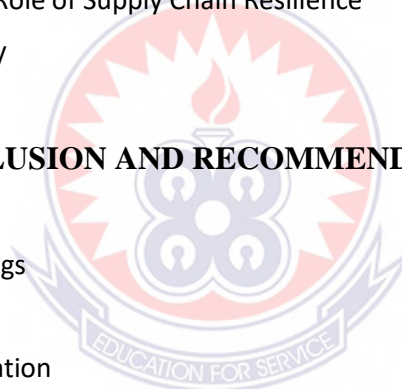 Role of Supply Chain Resilience
y
LUSION AND RECOMMEND
gs
EDUCATION FOR SERVICE
ation